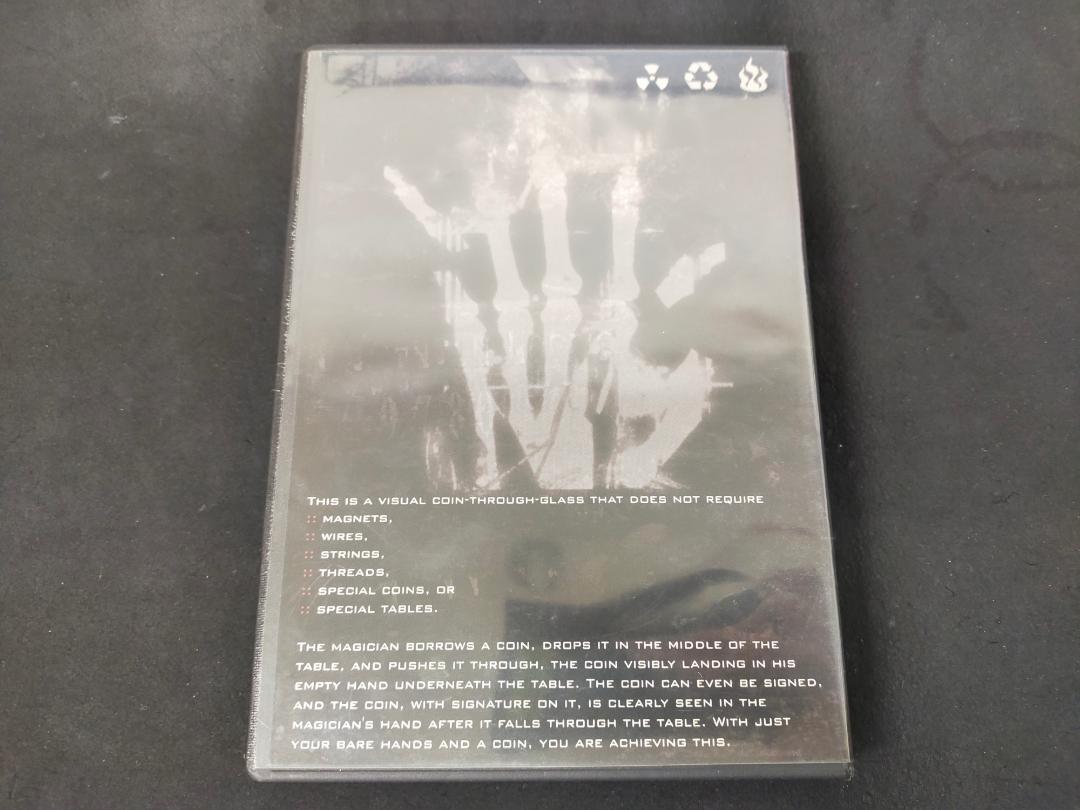 THIS IS A VISUAL COIN-THROUGH-GLASS THAT DOES NOT REQUIRE
:: MAGNETS,
:: WIRES,
:: STRINGS,
:: THREADS,
:: SPECIAL COINS, OR
:: SPECIAL TABLES.
THE MAGICIAN BORROWS A COIN, DROPS IT IN THE MIDDLE OF THE
TABLE, AND PUSHES IT THROUGH, THE COIN VISIBLY LANDING IN HIS
EMPTY HAND UNDERNEATH THE TABLE. THE COIN CAN EVEN BE SIGNED,
AND THE COIN, WITH SIGNATURE ON IT, IS CLEARLY SEEN IN THE
MAGICIAN'S HAND AFTER IT FALLS THROUGH THE TABLE. WITH JUST
YOUR BARE HANDS AND A COIN, YOU ARE ACHIEVING THIS.